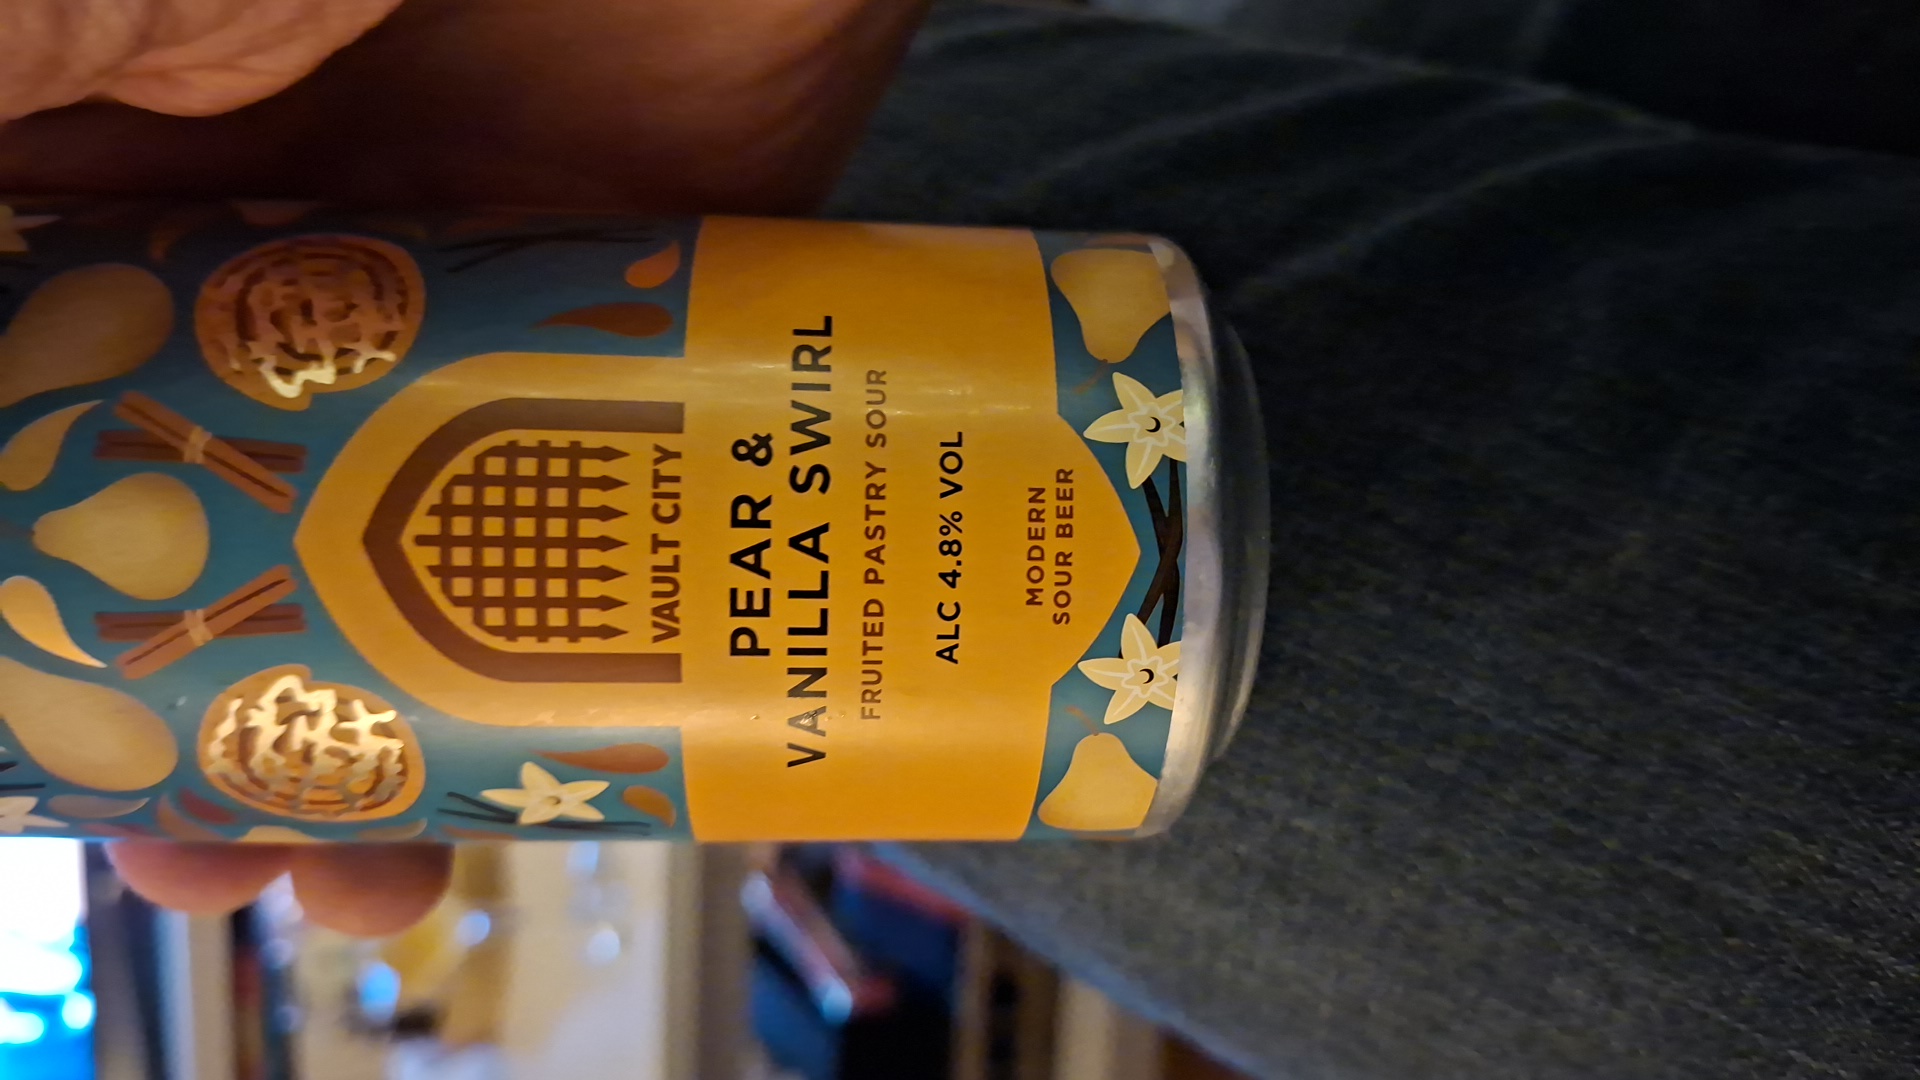 VAULT CITY
PEAR &
VANILLA SWIRL
FRUITED PASTRY SOUR
ALC 4.8% VOL
MODERN
SOUR BEER